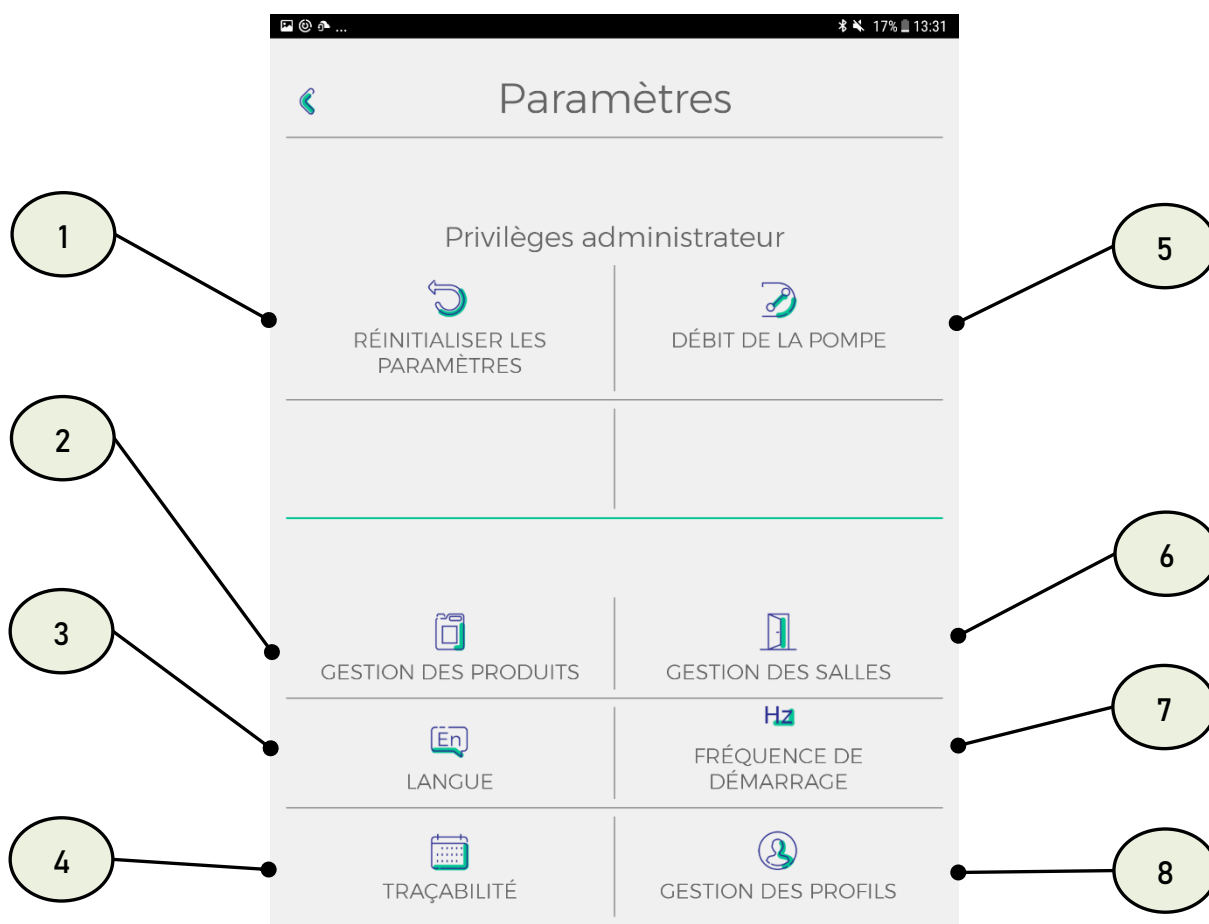 ... 17% 13:31
Paramètres
1
Privilèges administrateur
5
RÉINITIALISER LES
PARAMÈTRES
DÉBIT DE LA POMPE
2
6
3
GESTION DES PRODUITS
GESTION DES SALLES
7
En
LANGUE
Hz
FRÉQUENCE DE
DÉMARRAGE
4
TRAÇABILITÉ
GESTION DES PROFILS
8